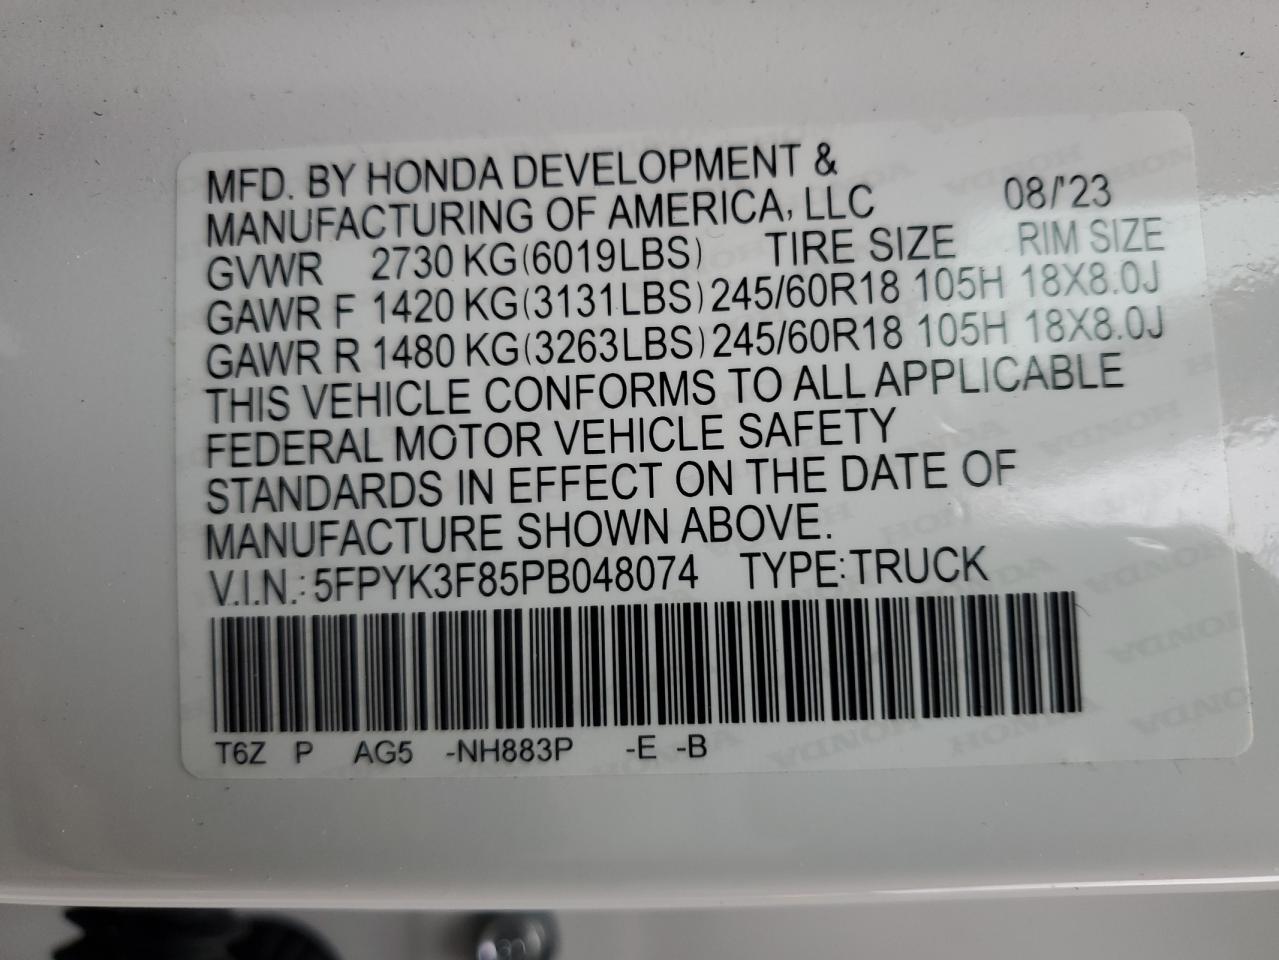 MFD. BY HONDA DEVELOPMENT &
MANUFACTURING OF AMERICA, LLC 08/'23
GVWR 2730 KG(6019LBS) TIRE SIZE RIM SIZE
GAWR F 1420 KG(3131LBS) 245/60R18 105H 18X8.0J
GAWR R 1480 KG(3263LBS) 245/60R18 105H 18X8.0J
THIS VEHICLE CONFORMS TO ALL APPLICABLE
FEDERAL MOTOR VEHICLE SAFETY
STANDARDS IN EFFECT ON THE DATE OF
MANUFACTURE SHOWN ABOVE.
V.I.N.: 5FPYK3F85PB048074 TYPE:TRUCK
T6Z P AG5 -NH883P -E -B